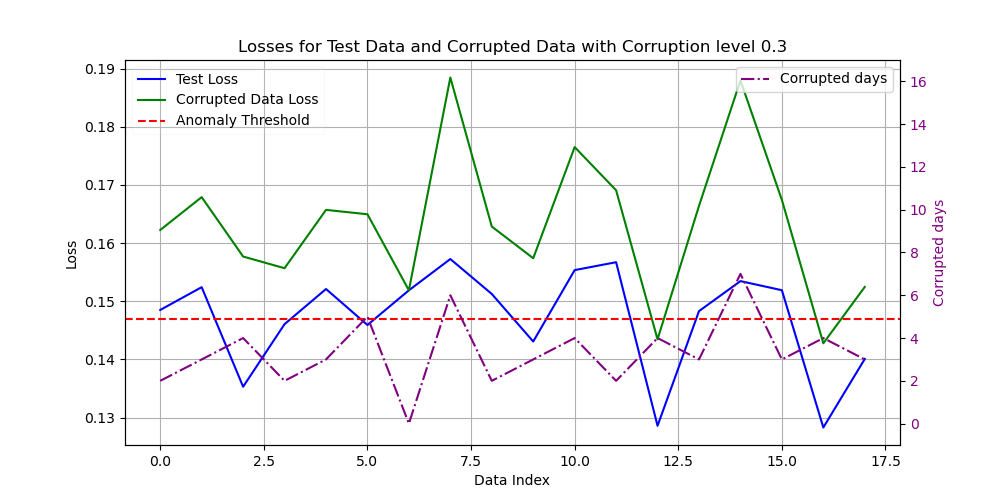 Losses for Test Data and Corrupted Data with Corruption level 0.3
Test Loss
Corrupted Data Loss
Anomaly Threshold
Corrupted days
Loss
0.19
0.18
0.17
0.16
0.15
0.14
0.13
16
14
12
10
8
6
4
2
0
Corrupted days
0.0 2.5 5.0 7.5 10.0 12.5 15.0 17.5
Data Index